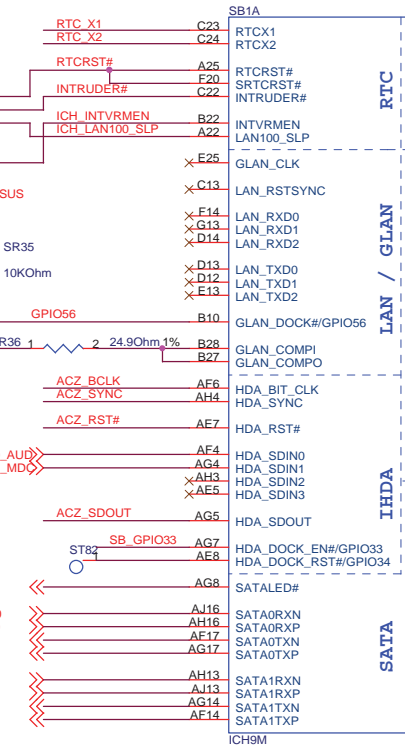 SB1A
RTC_X1 C23 RTCX1
RTC_X2 C24 RTCX2
RTCRST# A25 RTCRST#
F20 SRTCRST#
INTRUDER# C22 INTRUDER#
ICH_INTVRMEN B22 INTVRMEN
ICH_LAN100_SLP A22 LAN100_SLP
RTC
E25 GLAN_CLK
SUS C13 LAN_RSTSYNC
F14 LAN_RXD0
G13 LAN_RXD1
D14 LAN_RXD2
SR35
10KOhm
D13 LAN_TXD0
D12 LAN_TXD1
E13 LAN_TXD2
GPIO56 B10 GLAN_DOCK#/GPIO56
LAN / GLAN
R36 1 2 24.9Ohm 1% B28 GLAN_COMPI
B27 GLAN_COMPO
ACZ_BCLK AF6 HDA_BIT_CLK
ACZ_SYNC AH4 HDA_SYNC
ACZ_RST# AE7 HDA_RST#
_AUD AF4 HDA_SDIN0
_MDC AG4 HDA_SDIN1
AH3 HDA_SDIN2
AE5 HDA_SDIN3
ACZ_SDOUT AG5 HDA_SDOUT
IHDA
SB_GPIO33 AG7 HDA_DOCK_EN#/GPIO33
ST82 1 AE8 HDA_DOCK_RST#/GPIO34
AG8 SATALED#
AJ16 SATA0RXN
AH16 SATA0RXP
AF17 SATA0TXN
AG17 SATA0TXP
SATA
AH13 SATA1RXN
AJ13 SATA1RXP
AG14 SATA1TXN
AF14 SATA1TXP
ICH9M